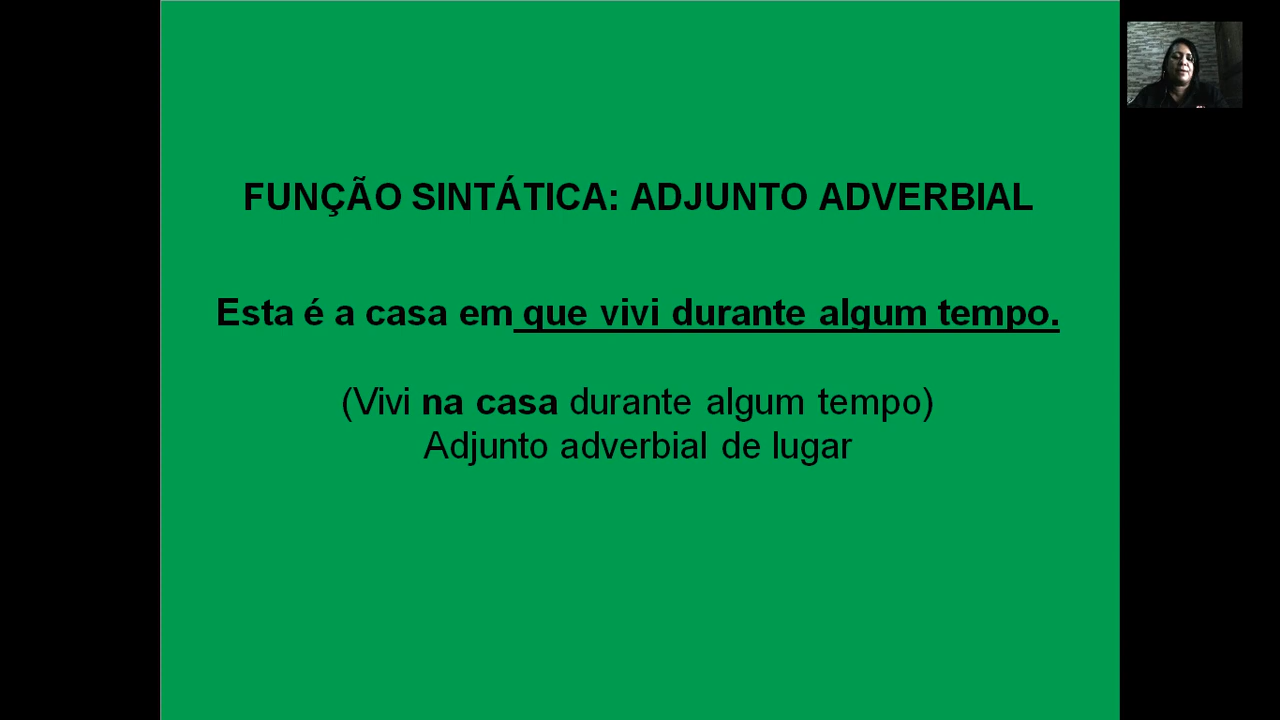 FUNÇÃO SINTÁTICA: ADJUNTO ADVERBIAL
Esta é a casa em que vivi durante algum tempo.
(Vivi na casa durante algum tempo)
Adjunto adverbial de lugar